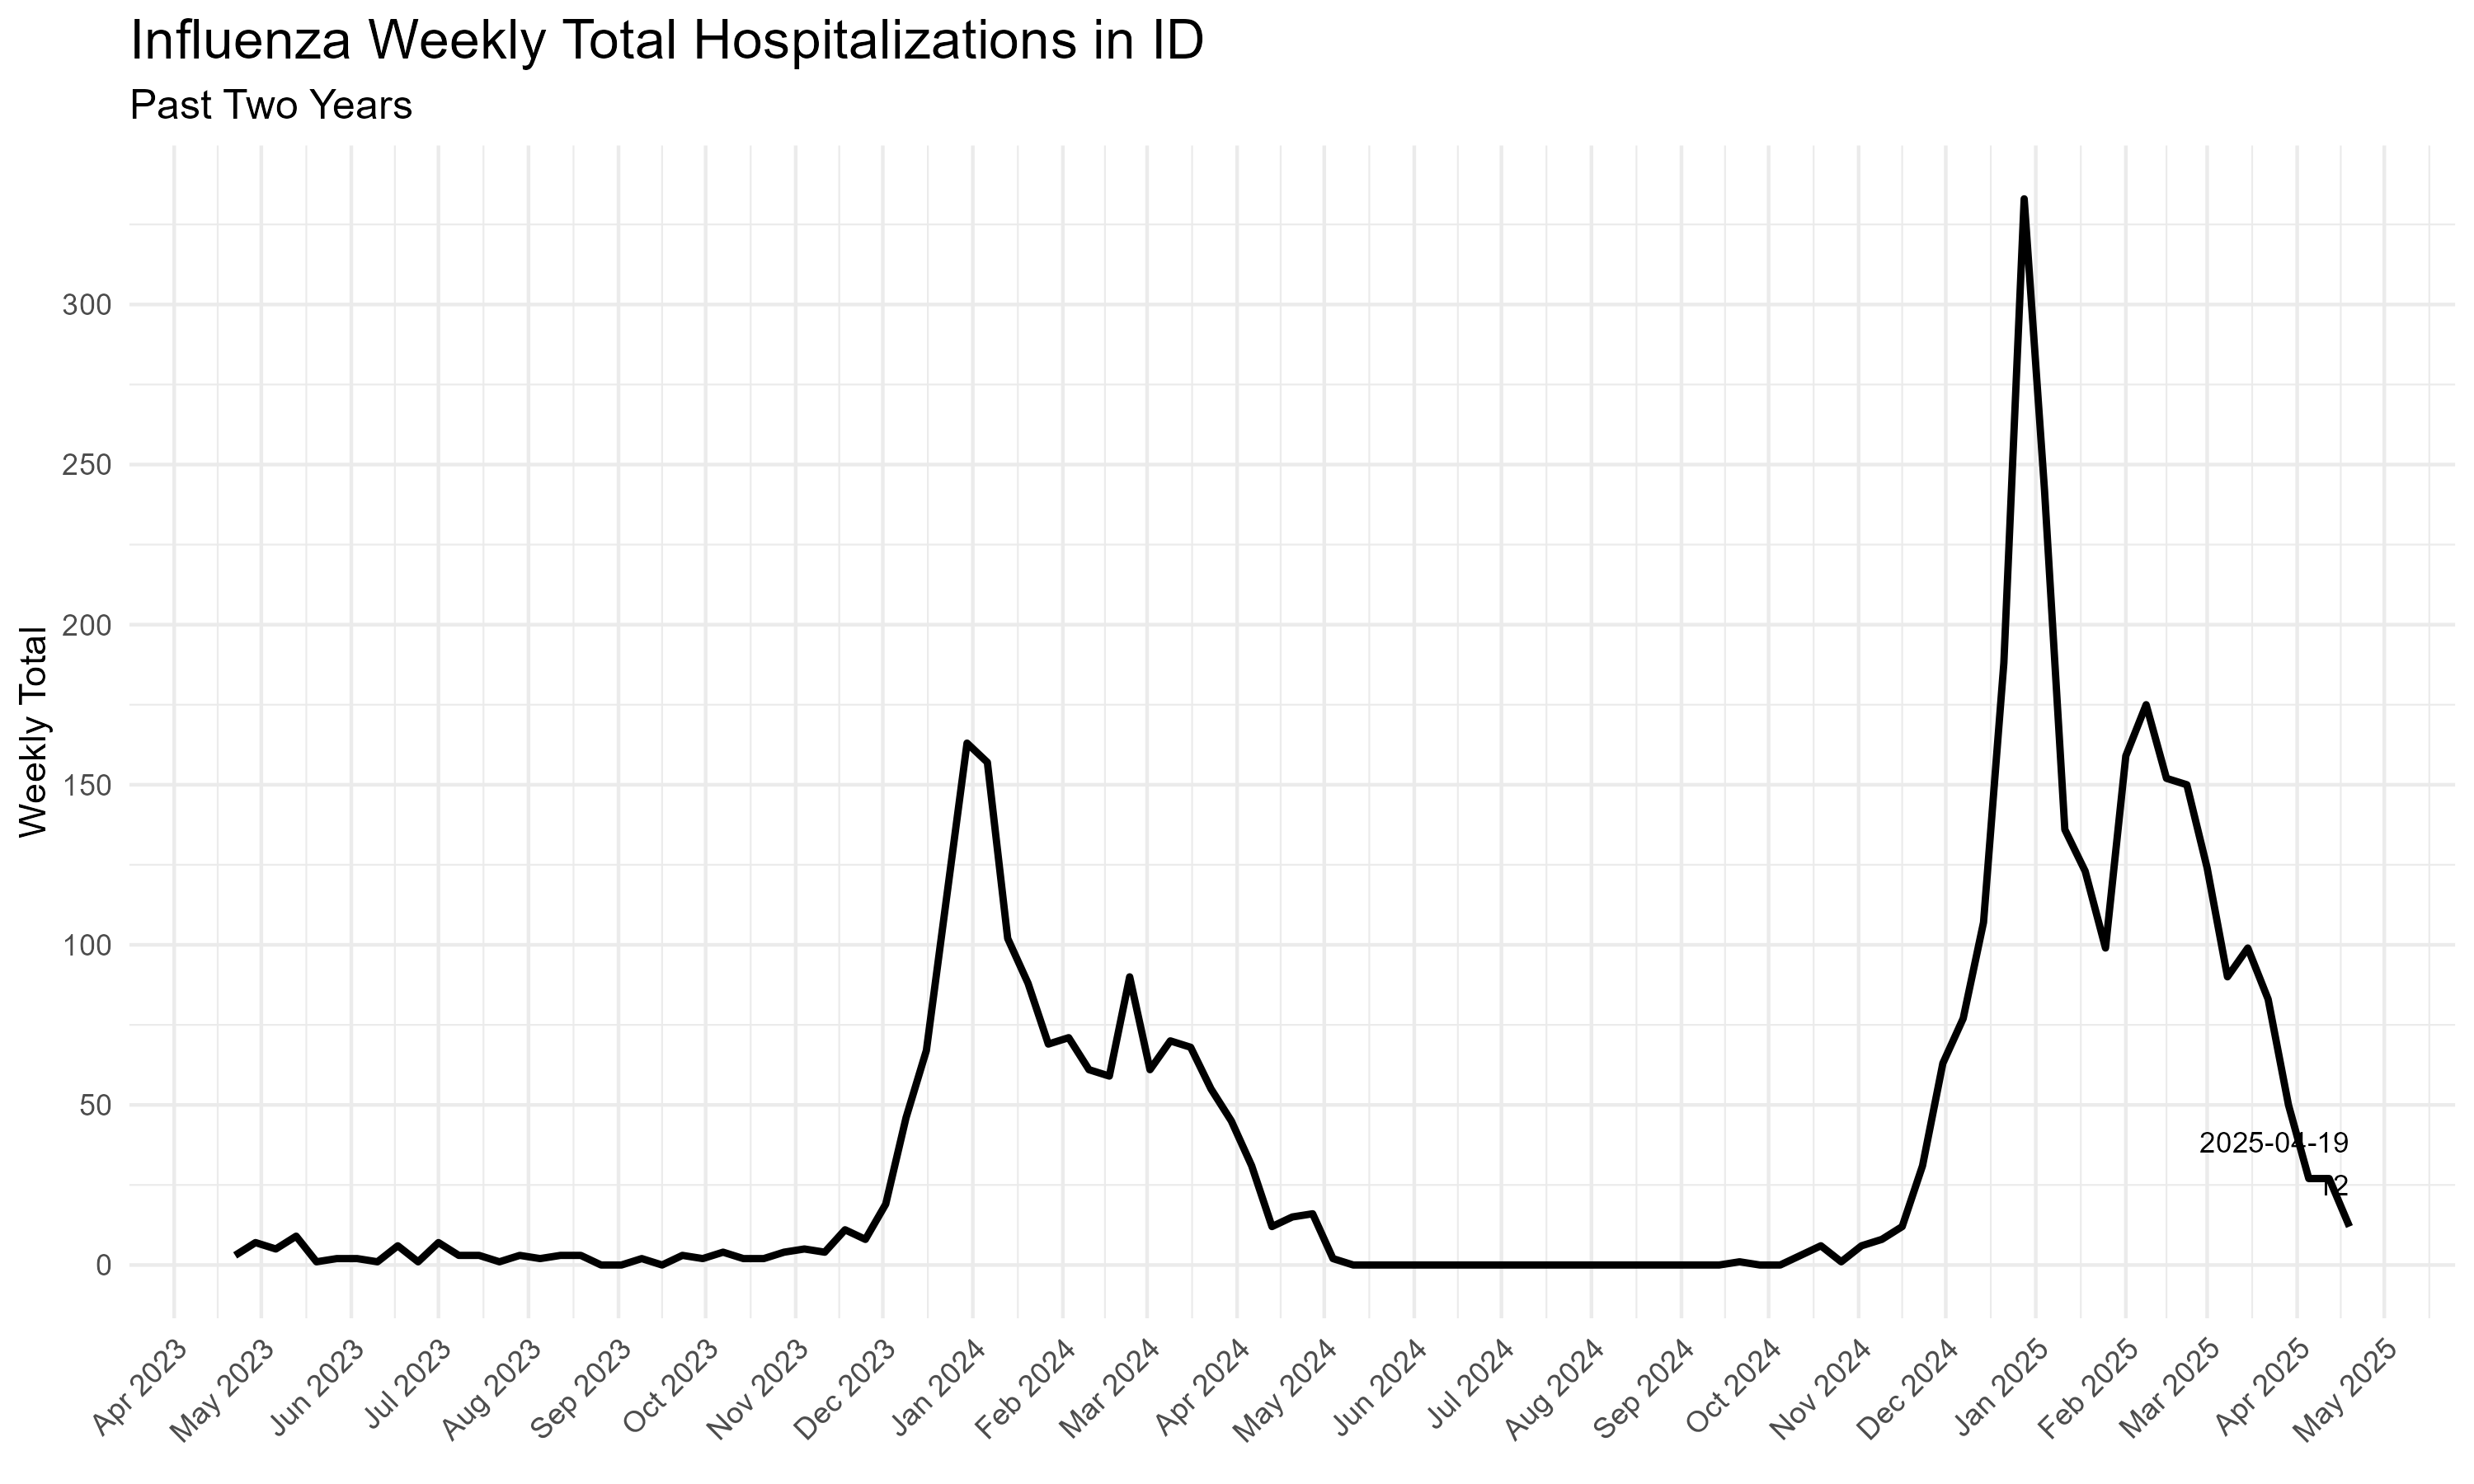 Influenza Weekly Total Hospitalizations in ID
Past Two Years
Weekly Total
300
250
200
150
100
50
0
2025-04-19
12
Apr 2023
May 2023
Jun 2023
Jul 2023
Aug 2023
Sep 2023
Oct 2023
Nov 2023
Dec 2023
Jan 2024
Feb 2024
Mar 2024
Apr 2024
May 2024
Jun 2024
Jul 2024
Aug 2024
Sep 2024
Oct 2024
Nov 2024
Dec 2024
Jan 2025
Feb 2025
Mar 2025
Apr 2025
May 2025